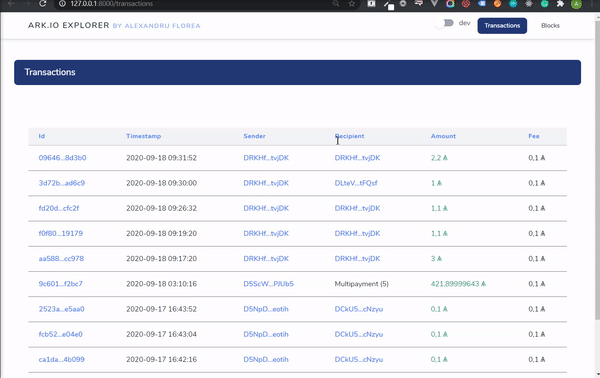 127.0.0.1:8000/transactions
ARK.IO EXPLORER BY ALEXANDRU FLOREA dev Transactions Blocks
Transactions
Id Timestamp Sender Recipient Amount Fee
09646...8d3b0 2020-09-18 09:31:52 DRKHf...tvjDK DRKHf...tvjDK 2,2 Ѧ 0,1 Ѧ
3d72b...ad6c9 2020-09-18 09:30:00 DRKHf...tvjDK DLteV...tFQsf 1 Ѧ 0,1 Ѧ
fd20d...cfc2f 2020-09-18 09:26:32 DRKHf...tvjDK DRKHf...tvjDK 1,1 Ѧ 0,1 Ѧ
f0f80...19179 2020-09-18 09:19:20 DRKHf...tvjDK DRKHf...tvjDK 1,1 Ѧ 0,1 Ѧ
aa588...cc978 2020-09-18 09:17:20 DRKHf...tvjDK DRKHf...tvjDK 3 Ѧ 0,1 Ѧ
9c601...f2bc7 2020-09-18 03:10:16 D5ScW...PJUb5 Multipayment (5) 421,89999643 Ѧ 0,1 Ѧ
2523a...e5aa0 2020-09-17 16:43:52 D5NpD...eotih DCkU5...cNzyu 0,1 Ѧ 0,1 Ѧ
fcb52...e04e0 2020-09-17 16:43:04 D5NpD...eotih DCkU5...cNzyu 0,1 Ѧ 0,1 Ѧ
ca1da...4b099 2020-09-17 16:42:16 D5NpD...eotih DCkU5...cNzyu 0,1 Ѧ 0,1 Ѧ